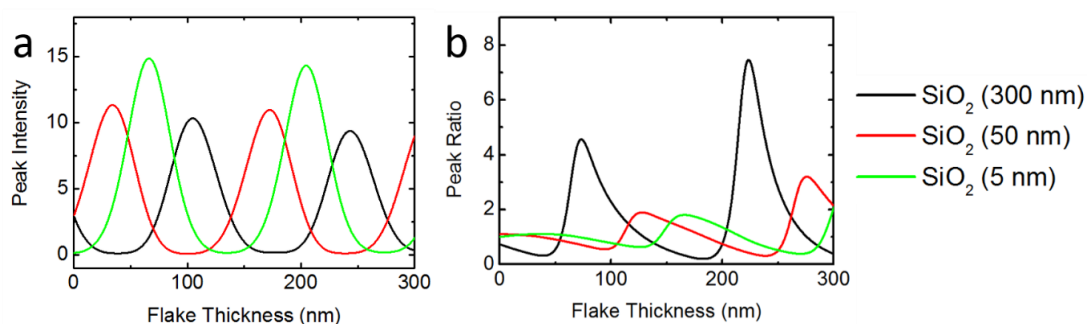 a
Peak Intensity
15
10
5
0
0 100 200 300
Flake Thickness (nm)
b
Peak Ratio
8
6
4
2
0
0 100 200 300
Flake Thickness (nm)
SiO₂ (300 nm)
SiO₂ (50 nm)
SiO₂ (5 nm)